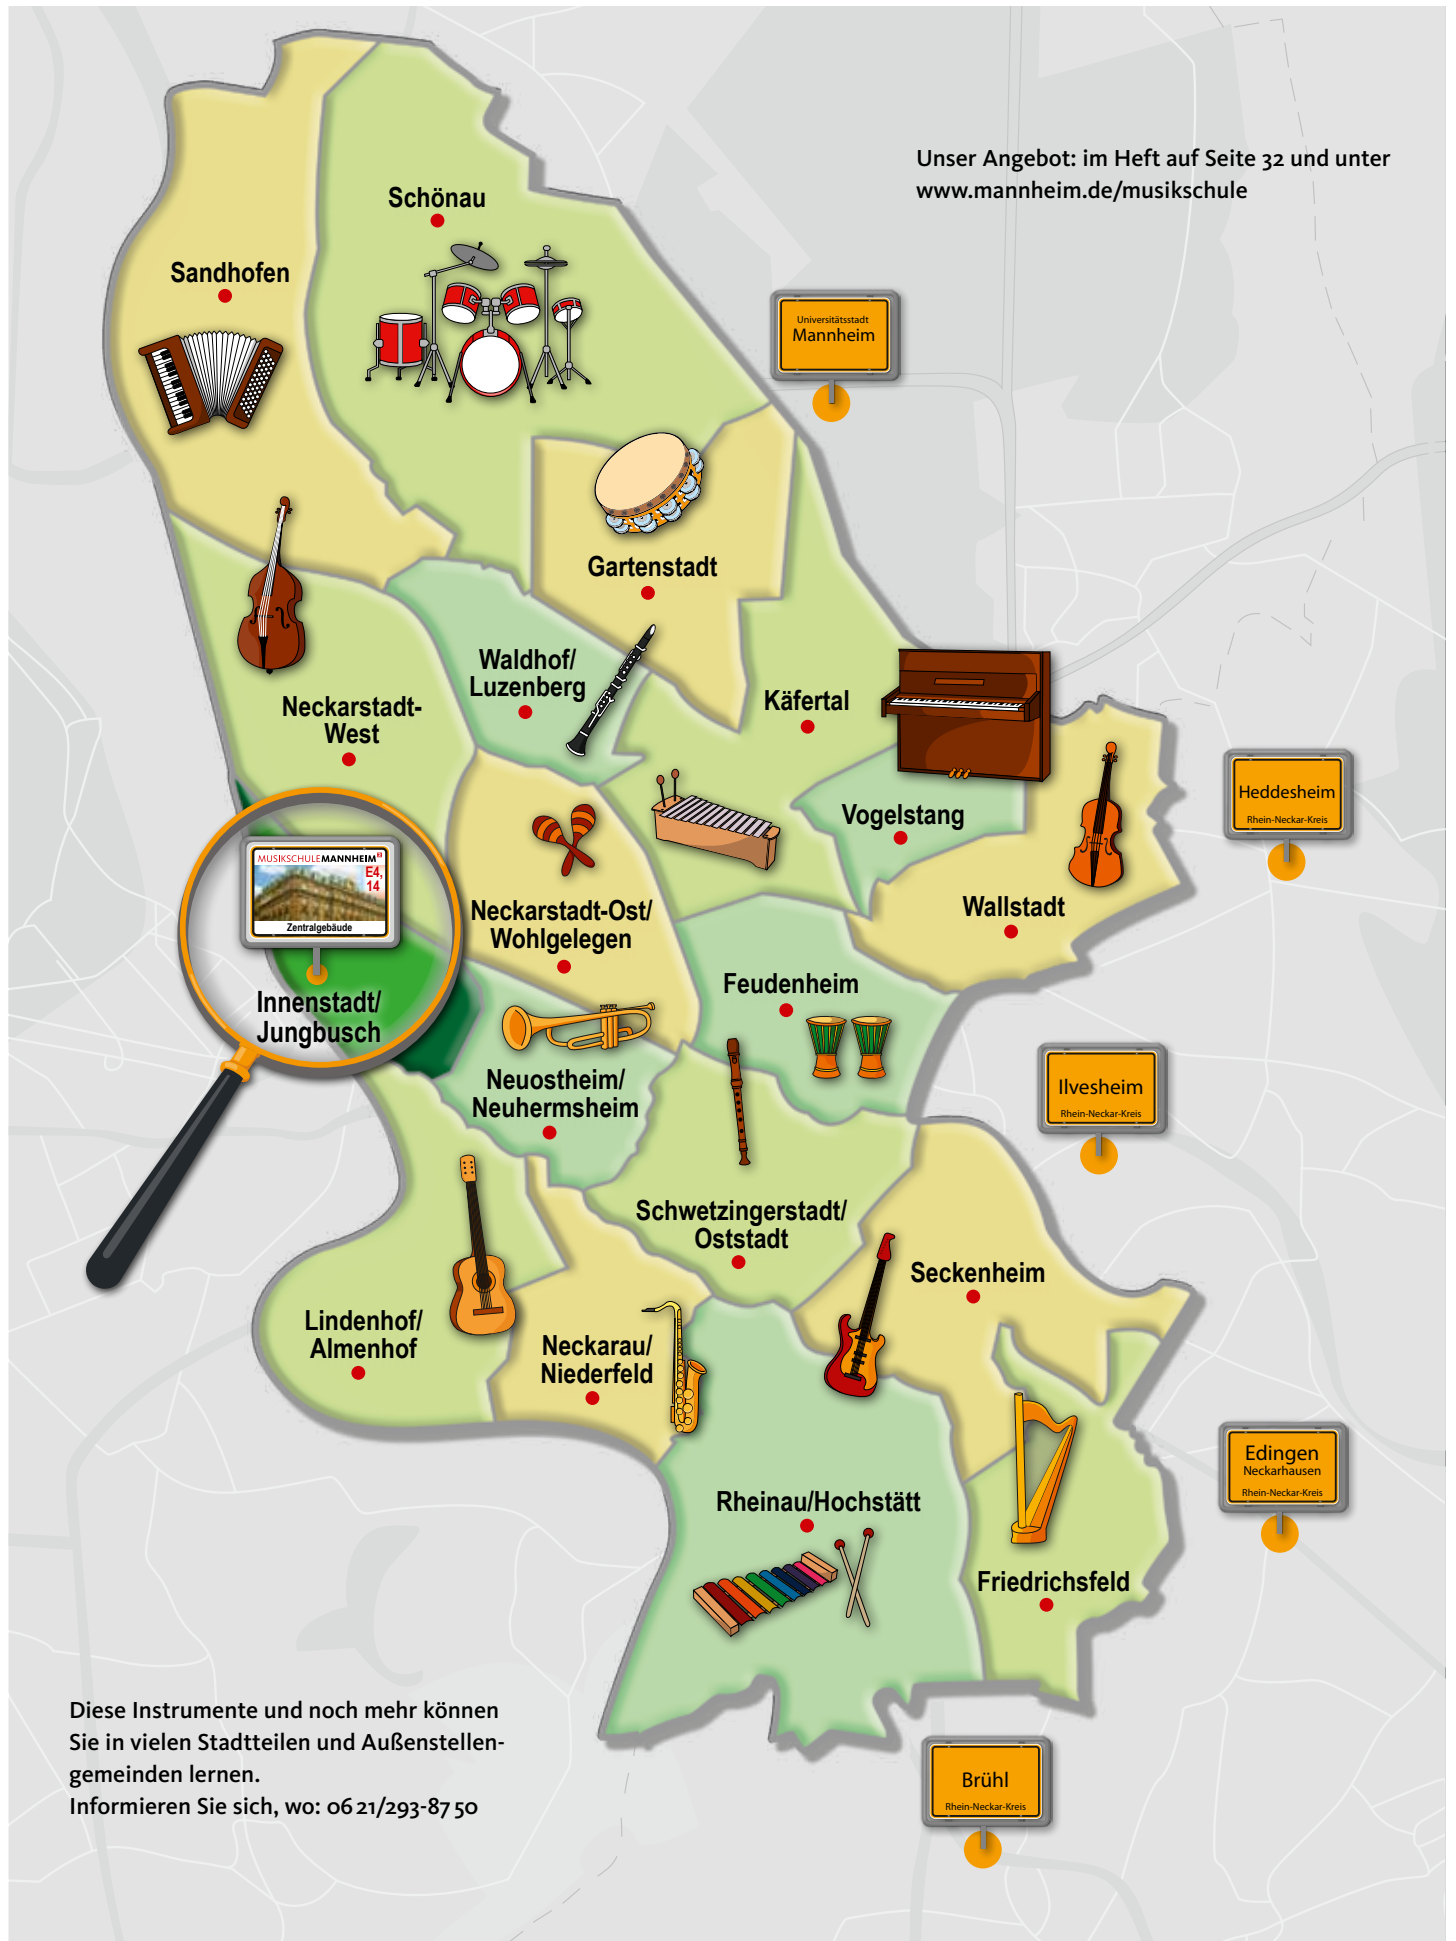 Unser Angebot: im Heft auf Seite 32 und unter
www.mannheim.de/musikschule
Schönau
Sandhofen
Universitätsstadt
Mannheim
Gartenstadt
Waldhof/
Luzenberg
Käfertal
Neckarstadt-
West
Heddesheim
Rhein-Neckar-Kreis
Vogelstang
MUSIKSCHULEMANNHEIM
E4,
14
Zentralgebäude
Neckarstadt-Ost/
Wohlgelegen
Wallstadt
Feudenheim
Innenstadt/
Jungbusch
Neuostheim/
Neuhermsheim
Ilvesheim
Rhein-Neckar-Kreis
Schwetzingerstadt/
Oststadt
Seckenheim
Lindenhof/
Almenhof
Neckarau/
Niederfeld
Edingen
Neckarhausen
Rhein-Neckar-Kreis
Rheinau/Hochstätt
Friedrichsfeld
Diese Instrumente und noch mehr können
Sie in vielen Stadtteilen und Außenstellen-
gemeinden lernen.
Informieren Sie sich, wo: 06 21/293-87 50
Brühl
Rhein-Neckar-Kreis